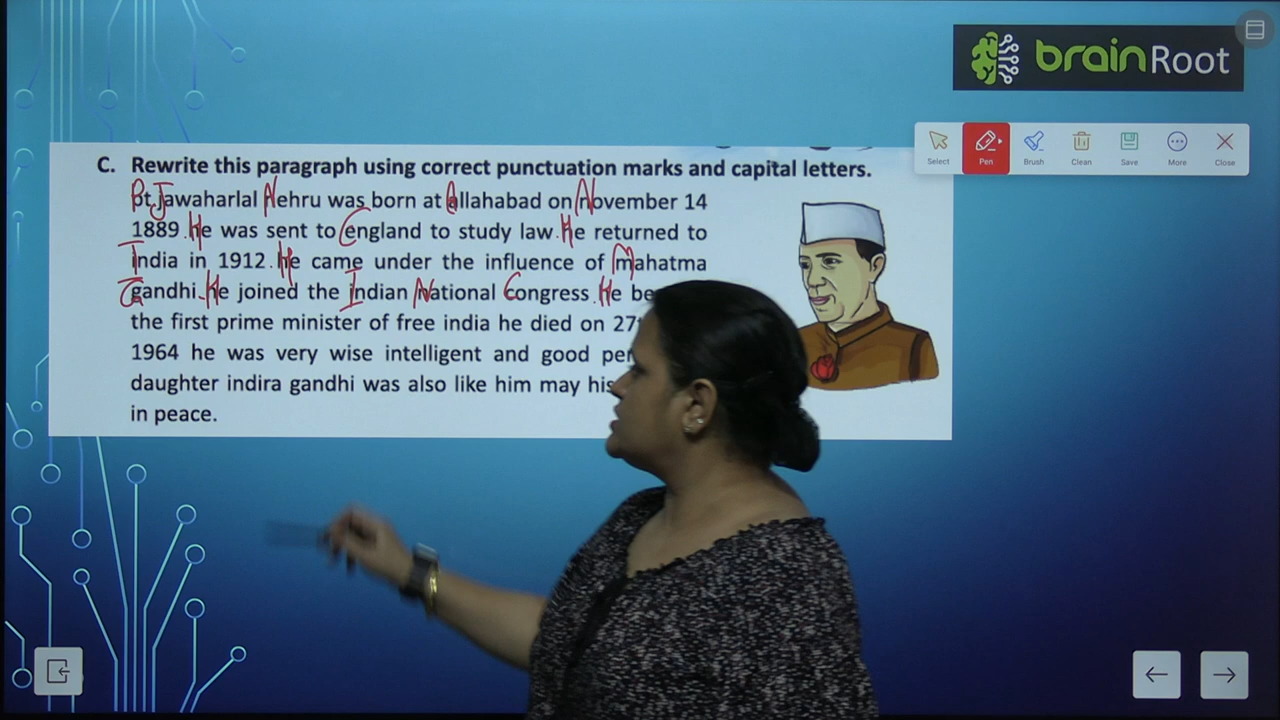 brainRoot
Select Pen Brush Clean Save More Close
C. Rewrite this paragraph using correct punctuation marks and capital letters.
Pt Jawaharlal Nehru was born at Allahabad on November 14
1889. He was sent to England to study law. He returned to
India in 1912. He came under the influence of Mahatma
Gandhi. He joined the Indian National Congress. He
the first prime minister of free india he died on 27
1964 he was very wise intelligent and good
daughter indira gandhi was also like him may his
in peace.